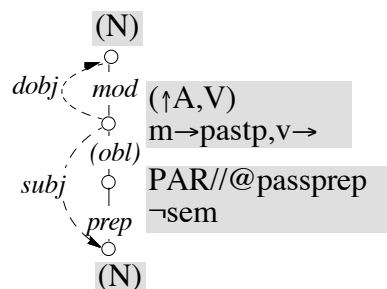 (N)
dobj
mod
(↑A,V)
m→pastp,v→
(obl)
subj
PAR//@passprep
¬sem
prep
(N)